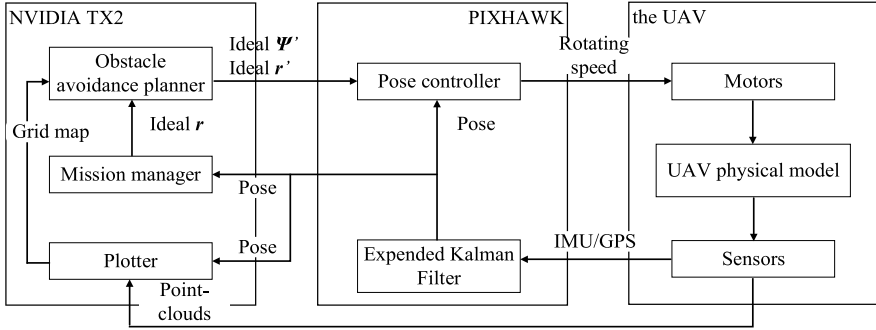 NVIDIA TX2
PIXHAWK
the UAV
Obstacle
avoidance planner
Ideal Ψ’
Ideal r’
Pose controller
Rotating
speed
Motors
Grid map
Ideal r
Pose
Mission manager
Pose
UAV physical model
Plotter
Pose
Expended Kalman
Filter
IMU/GPS
Sensors
Point-
clouds